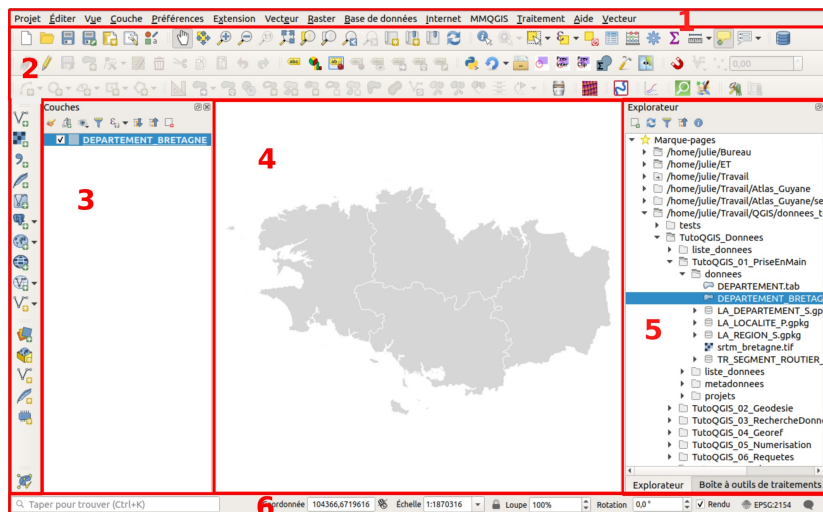 Projet Éditer Vue Couche Préférences Extension Vecteur Raster Base de données Internet MMQGIS Traitement Aide Vecteur
1
2
0,00
Couches
DEPARTEMENT_BRETAGNE
3
4
Explorateur
Marque-pages
/home/julie/Bureau
/home/julie/ET
/home/julie/Travail
/home/julie/Travail/Atlas_Guyane
/home/julie/Travail/Atlas_Guyane/se
/home/julie/Travail/QGIS/donnees_t
tests
TutoQGIS_Donnees
liste_donnees
TutoQGIS_01_PriseEnMain
donnees
DEPARTEMENT.tab
DEPARTEMENT_BRETAG
LA_DEPARTEMENT_S.gp
LA_LOCALITE_P.gpkg
LA_REGION_S.gpkg
srtm_bretagne.tif
TR_SEGMENT_ROUTIER_
liste_donnees
metadonnees
projets
TutoQGIS_02_Geodesie
TutoQGIS_03_RechercheDonn
TutoQGIS_04_Georef
TutoQGIS_05_Numerisation
TutoQGIS_06_Requetes
5
Explorateur Boîte à outils de traitements
Taper pour trouver (Ctrl+K) 6 oordonnée 104366,6719616 Échelle 1:1870316 Loupe 100% Rotation 0,0 ° Rendu EPSG:2154